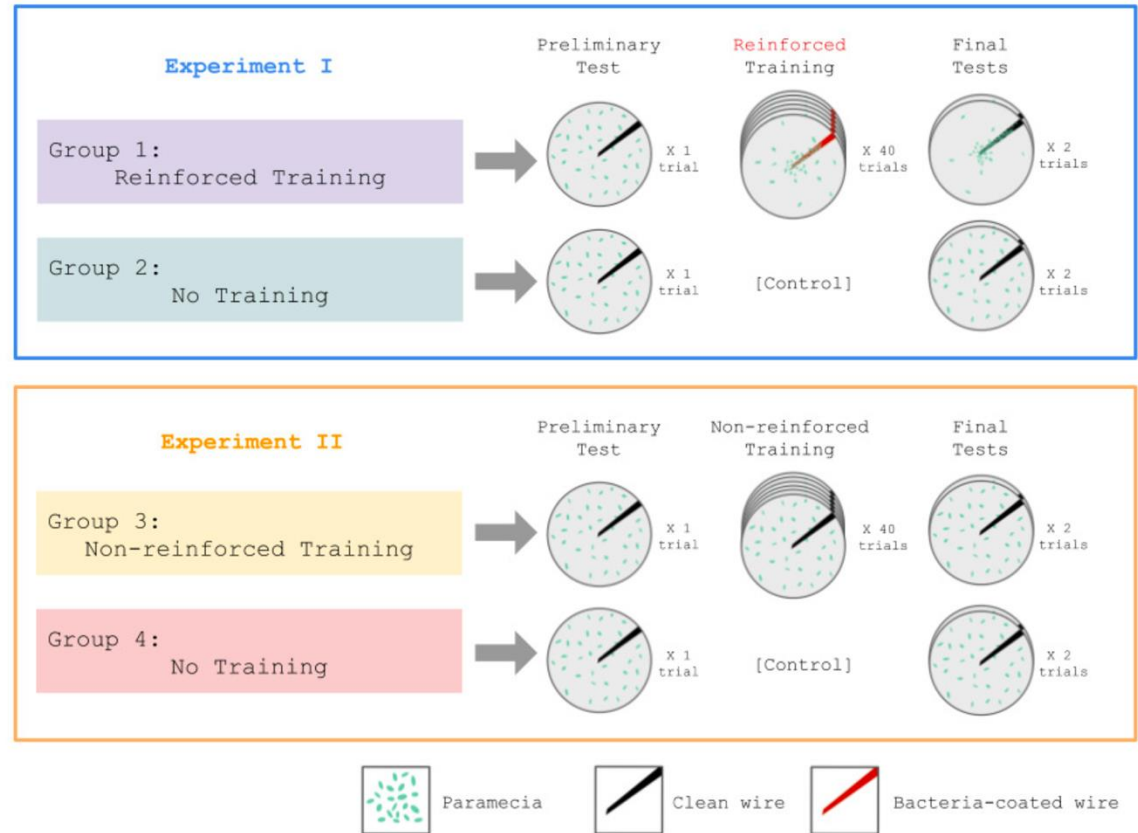 Experiment I
Preliminary
Test
Reinforced
Training
Final
Tests
Group 1:
Reinforced Training
X 1
trial
X 40
trials
X 2
trials
Group 2:
No Training
X 1
trial
[Control]
X 2
trials
Experiment II
Preliminary
Test
Non-reinforced
Training
Final
Tests
Group 3:
Non-reinforced Training
X 1
trial
X 40
trials
X 2
trials
Group 4:
No Training
X 1
trial
[Control]
X 2
trials
Paramecia
Clean wire
Bacteria-coated wire